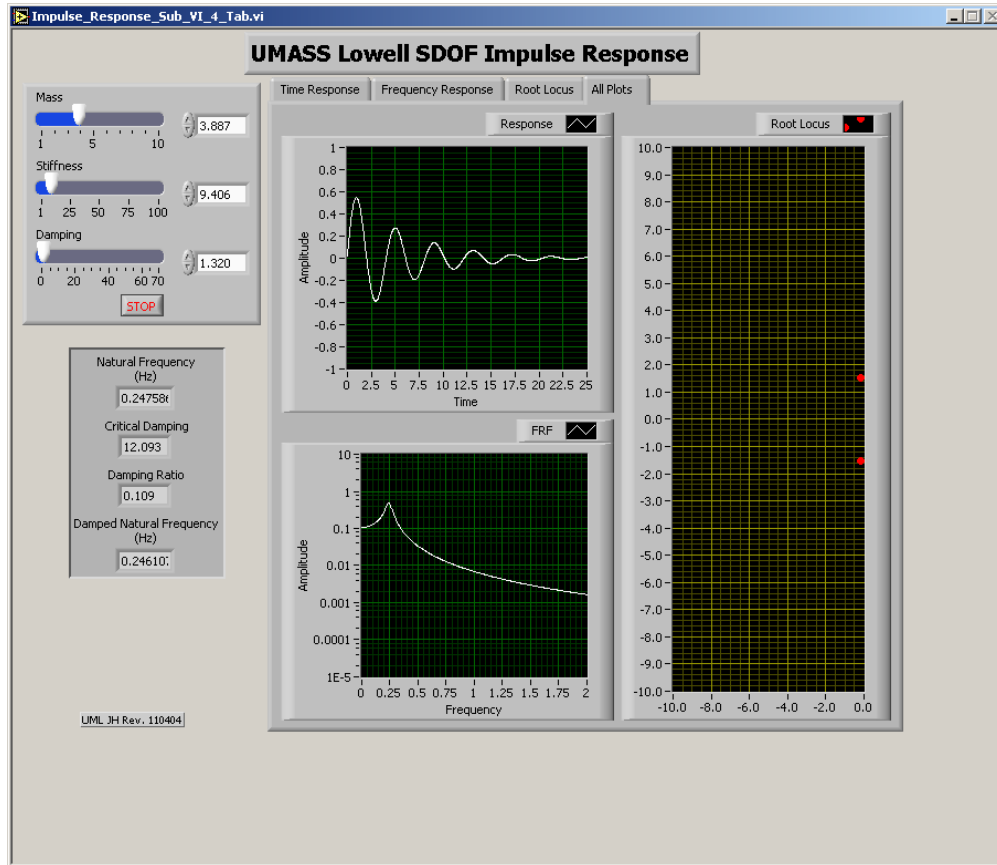 Impulse_Response_Sub_VI_4_Tab.vi
UMASS Lowell SDOF Impulse Response
Mass
3.887
1 5 10
Stiffness
9.406
1 25 50 75 100
Damping
1.320
0 20 40 60 70
STOP
Natural Frequency
(Hz)
0.24758
Critical Damping
12.093
Damping Ratio
0.109
Damped Natural Frequency
(Hz)
0.24610
UML JH Rev. 110404
Time Response Frequency Response Root Locus All Plots
Response
1
0.8
0.6
0.4
0.2
0
-0.2
-0.4
-0.6
-0.8
-1
Amplitude
0 2.5 5 7.5 10 12.5 15 17.5 20 22.5 25
Time
FRF
10
1
0.1
0.01
0.001
0.0001
1E-5
Amplitude
0 0.25 0.5 0.75 1 1.25 1.5 1.75 2
Frequency
Root Locus
10.0
9.0
8.0
7.0
6.0
5.0
4.0
3.0
2.0
1.0
0.0
-1.0
-2.0
-3.0
-4.0
-5.0
-6.0
-7.0
-8.0
-9.0
-10.0
-10.0 -8.0 -6.0 -4.0 -2.0 0.0